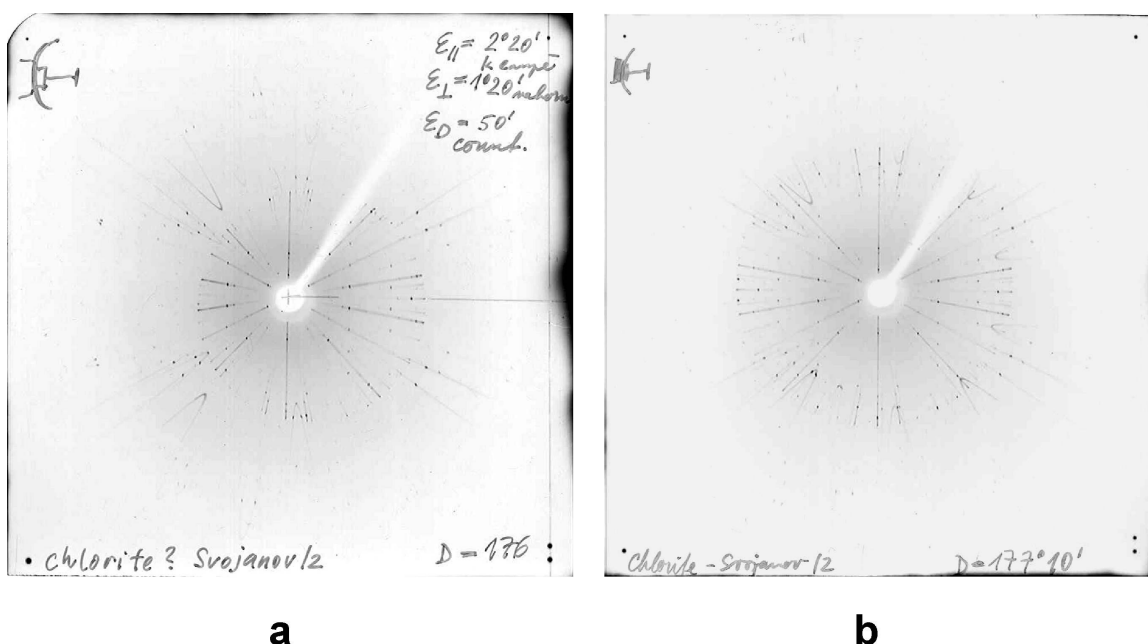 ε∥ = 2°20'
k
ε⊥ = 1°20'
ε_D = 50'
chlorite? Svojanov/2
D = 176
Chlorite - Svojanov /2
D = 177°10'
a
b